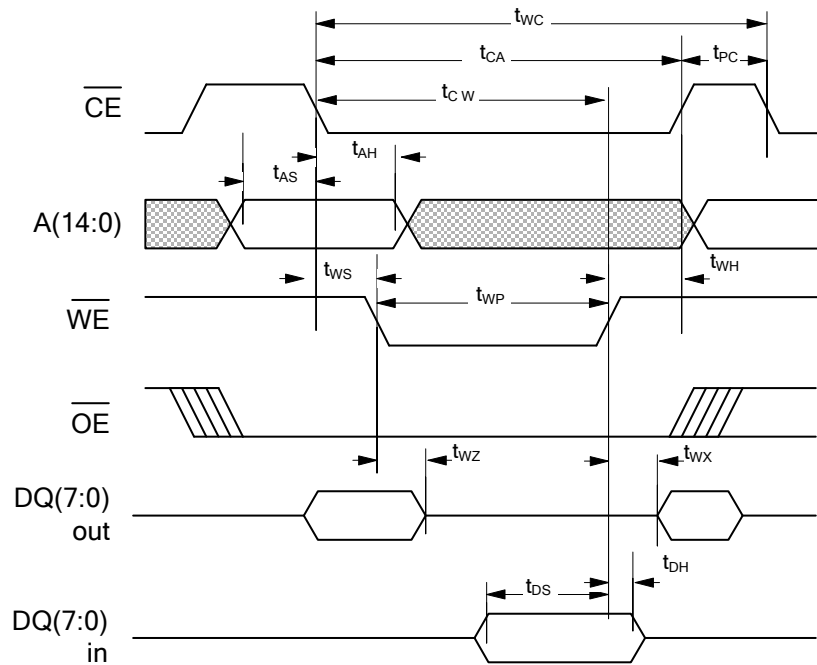 tWC
tCA
tPC
tC W
CE
tAH
tAS
A(14:0)
tWS
tWH
tWP
WE
OE
tWZ
tWX
DQ(7:0)
out
tDH
tDS
DQ(7:0)
in